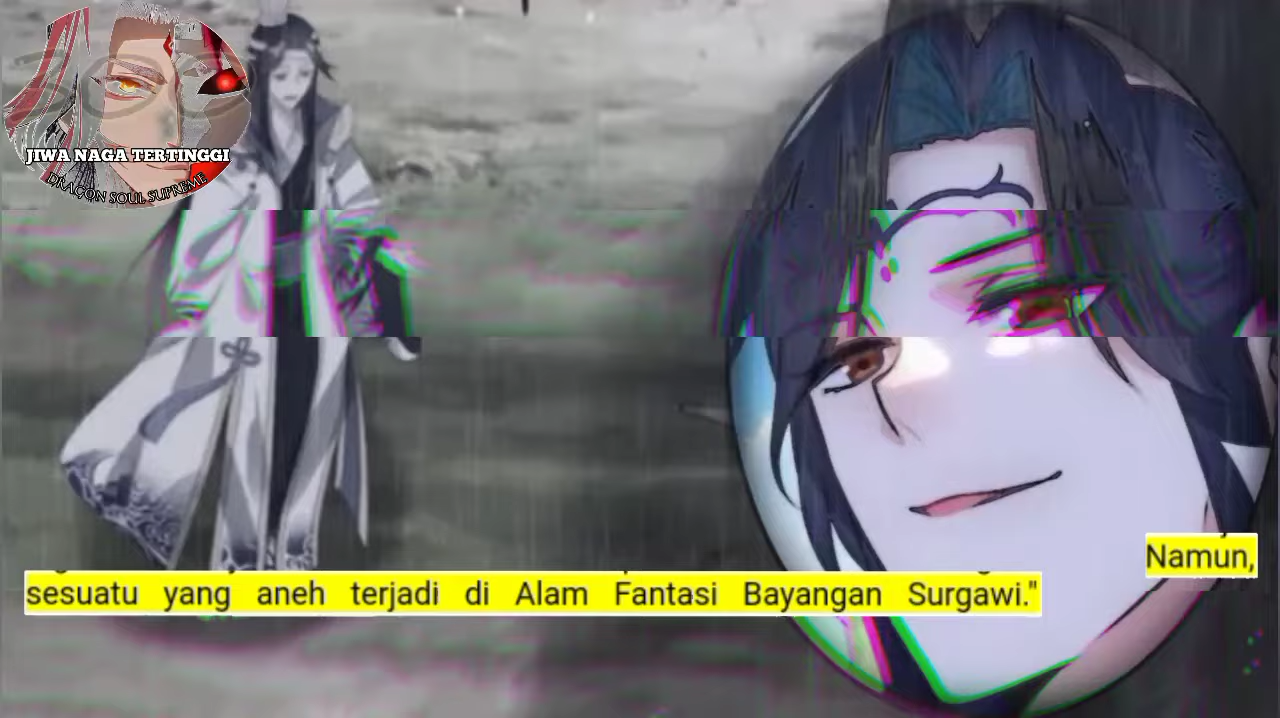 JIWA NAGA TERTINGGI
DRAGON SOUL SUPREME
Namun,
sesuatu yang aneh terjadi di Alam Fantasi Bayangan Surgawi."